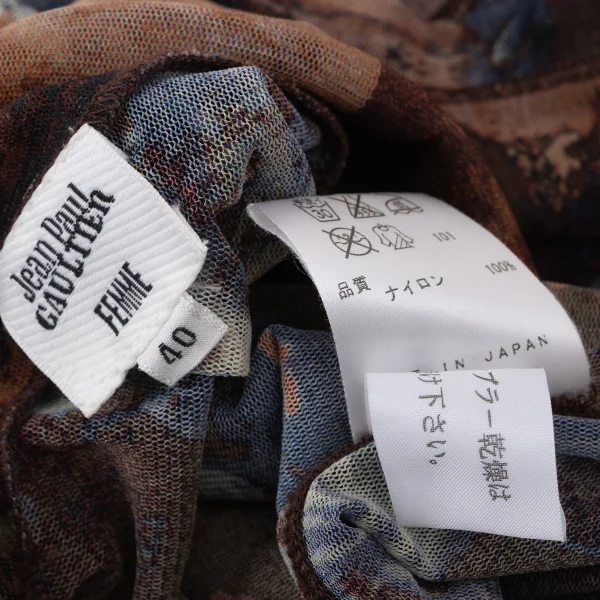 Jean Paul
GAULTIER
FEMME
40
101
品質 ナイロン 100%
IN JAPAN
ブラー乾燥は
け下さい。